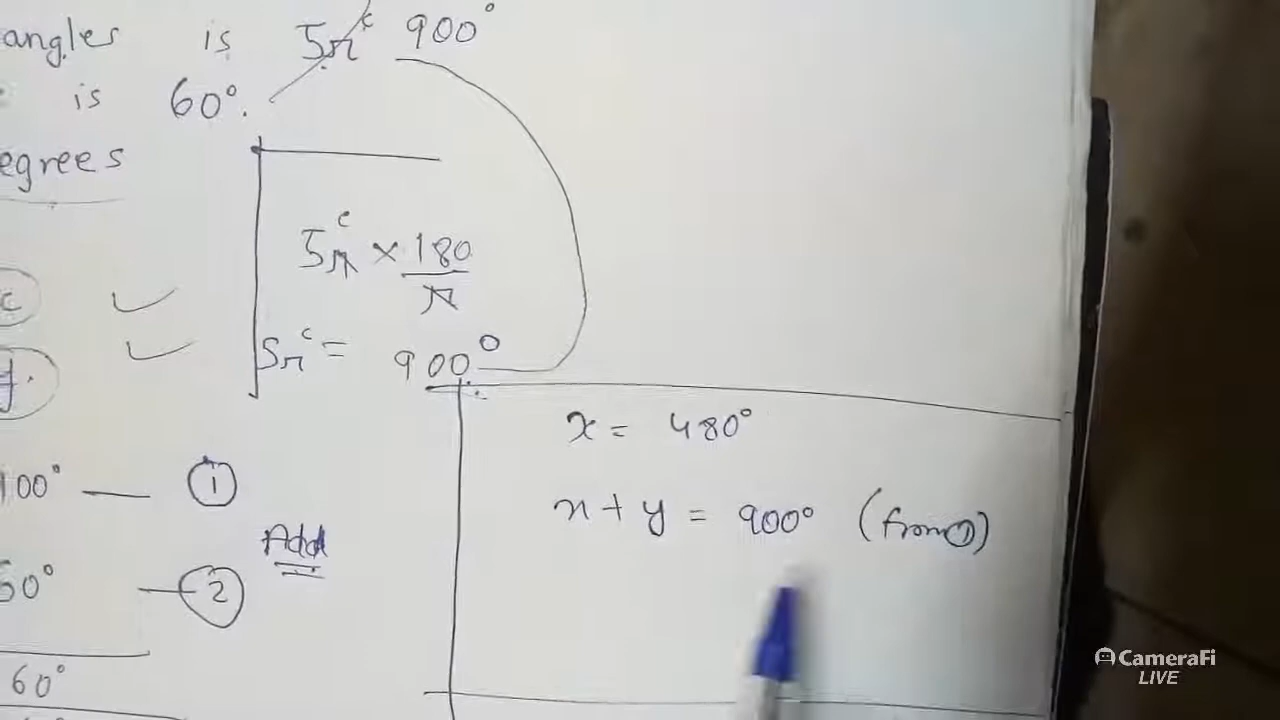 angles is 5π^c 900°
is 60°.
egrees
5π^c × 180/π
5π^c = 900°
x = 480°
x + y = 900° (from ①)
00° — ①
Add
60° — ②
60°
CameraFi
LIVE